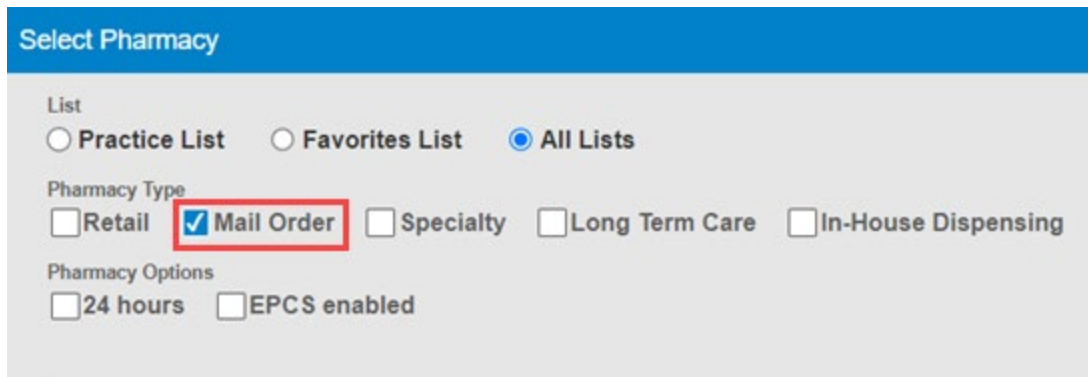 Select Pharmacy
List
Practice List Favorites List All Lists
Pharmacy Type
Retail Mail Order Specialty Long Term Care In-House Dispensing
Pharmacy Options
24 hours EPCS enabled